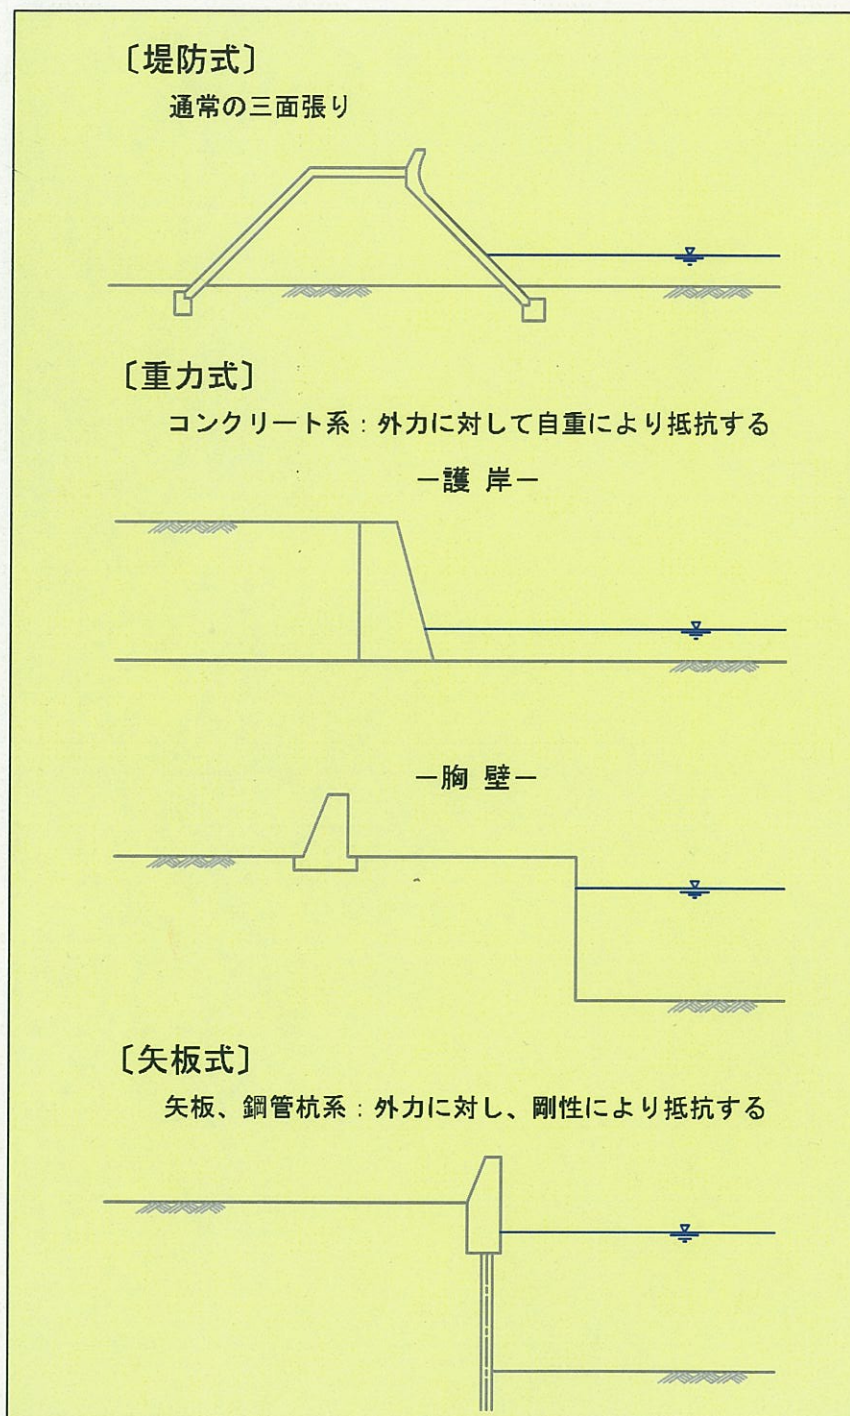 〔堤防式〕
通常の三面張り
〔重力式〕
コンクリート系：外力に対して自重により抵抗する
－護 岸－
－胸 壁－
〔矢板式〕
矢板、鋼管杭系：外力に対し、剛性により抵抗する